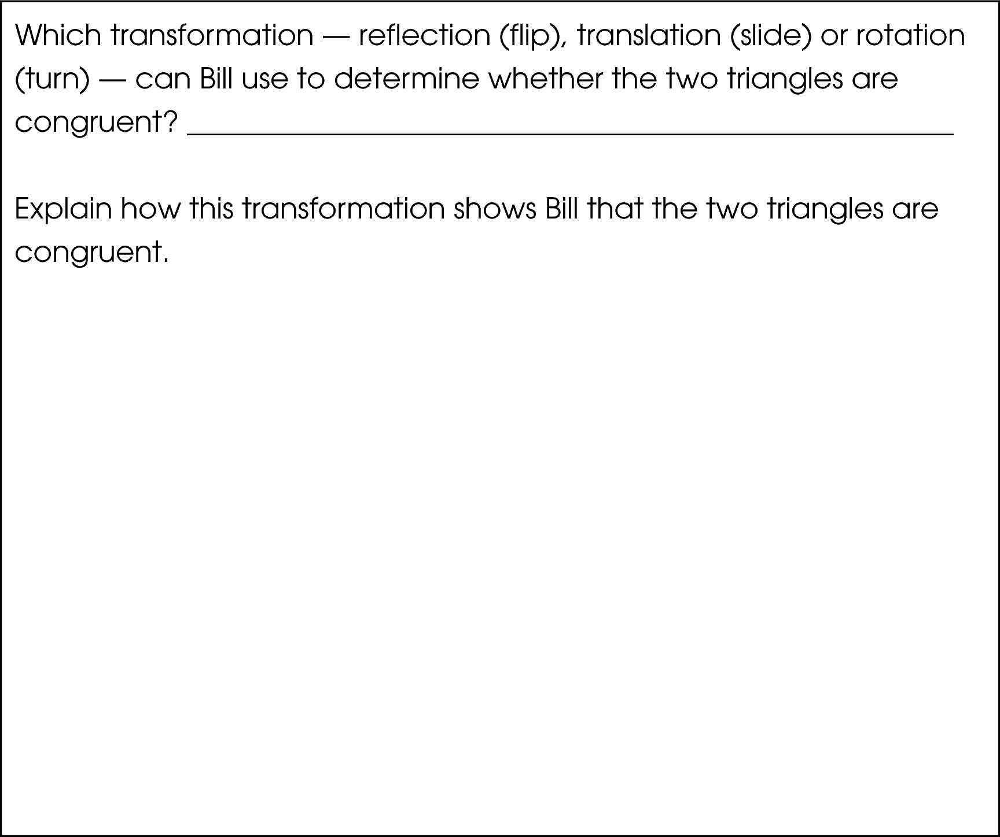 Which transformation — reflection (flip), translation (slide) or rotation
(turn) — can Bill use to determine whether the two triangles are
congruent? ____________________
Explain how this transformation shows Bill that the two triangles are
congruent.